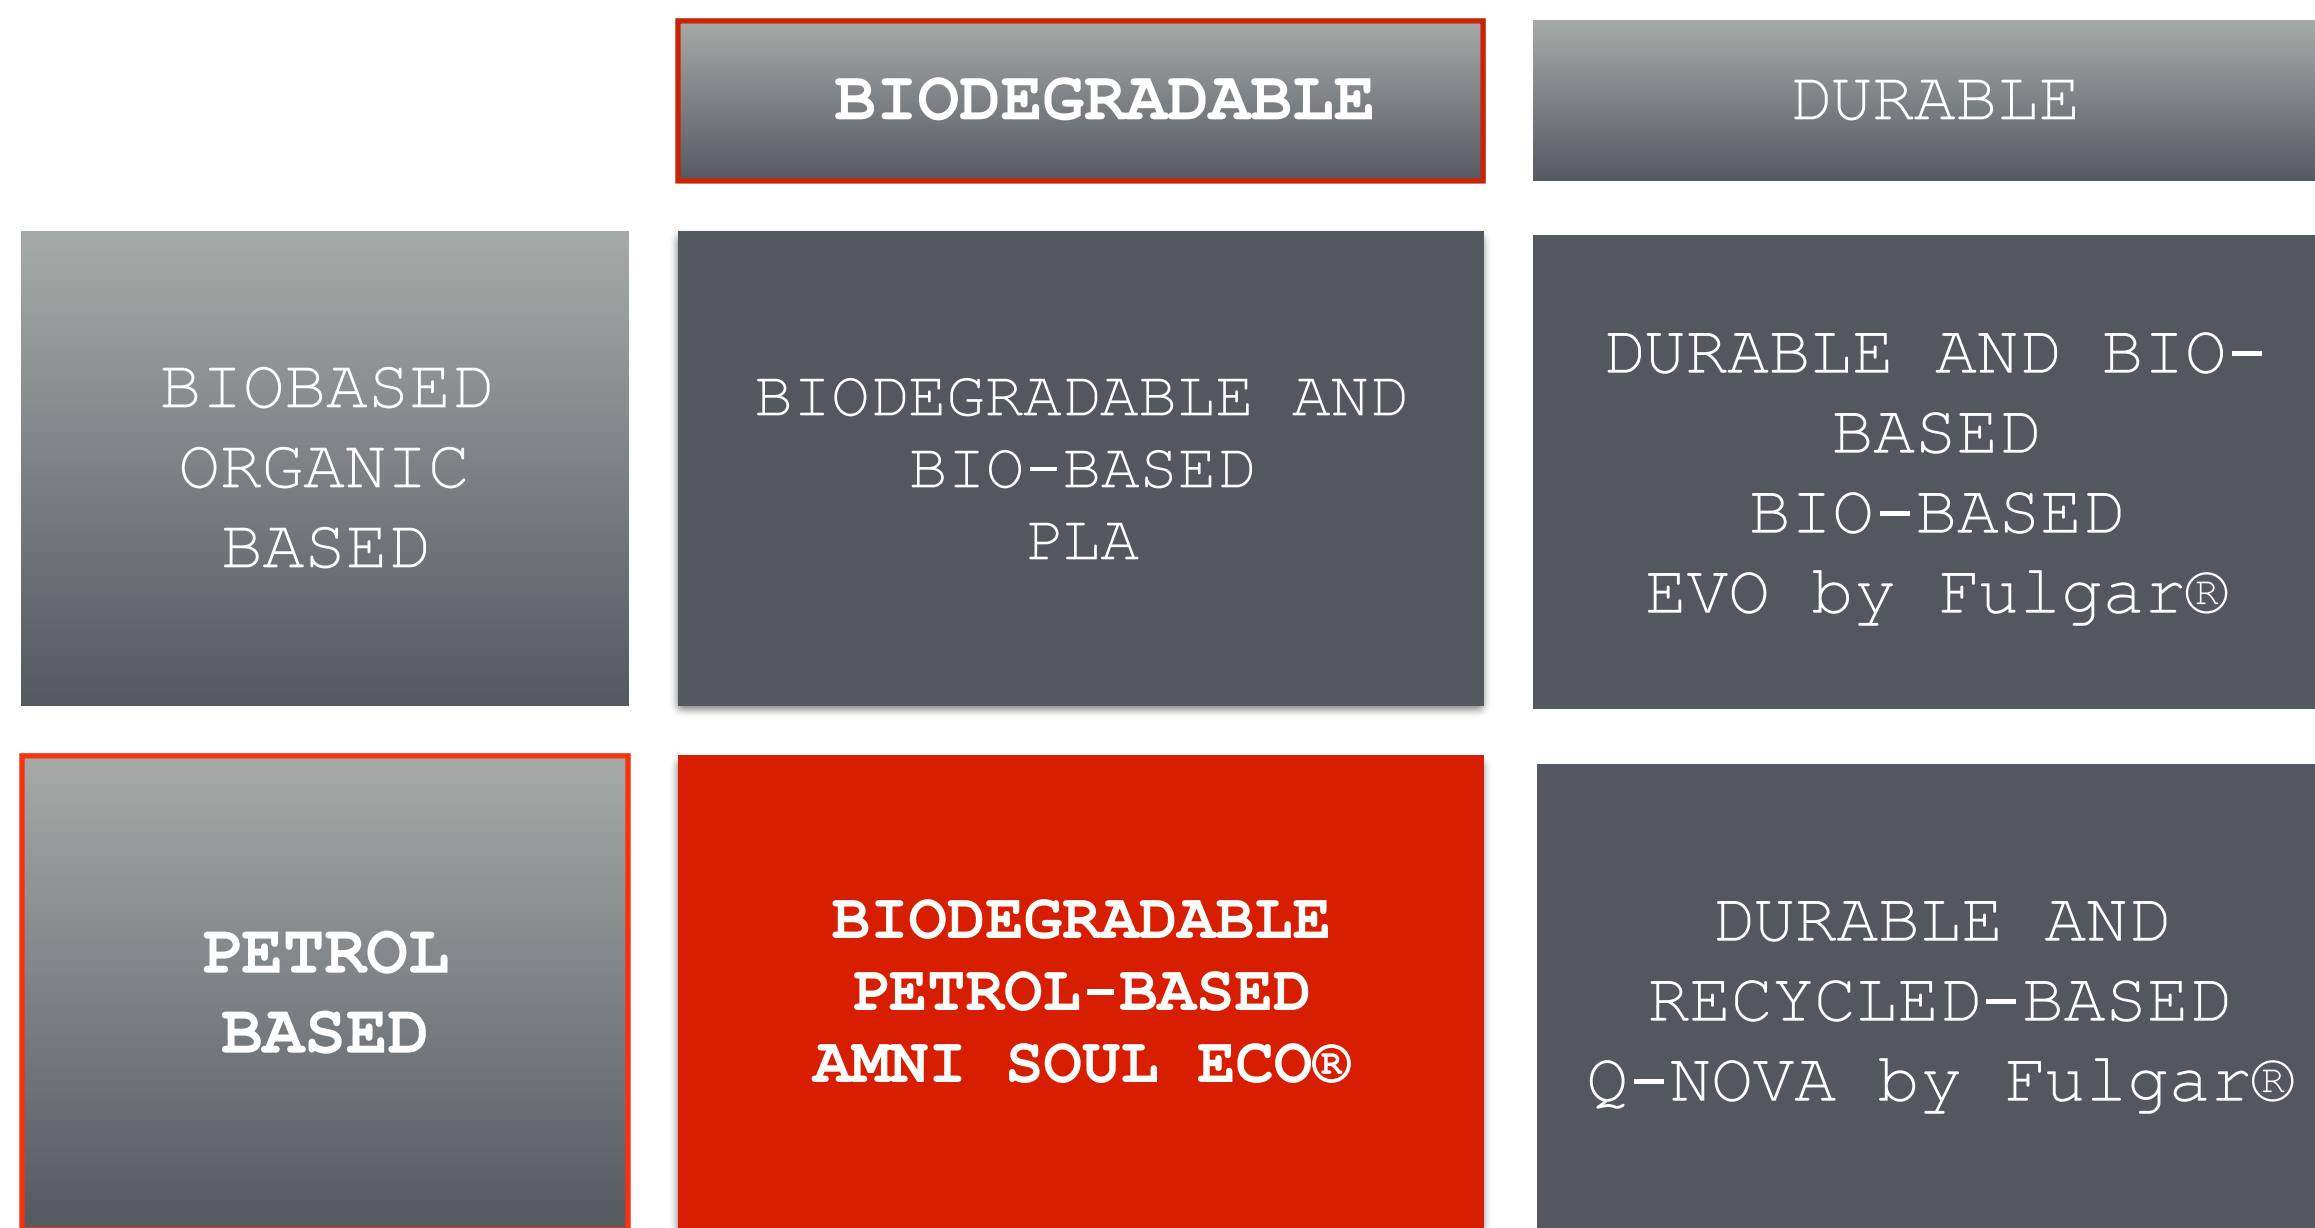 BIODEGRADABLE
DURABLE
BIOBASED
ORGANIC
BASED
BIODEGRADABLE AND
BIO-BASED
PLA
DURABLE AND BIO-
BASED
BIO-BASED
EVO by Fulgar®
PETROL
BASED
BIODEGRADABLE
PETROL-BASED
AMNI SOUL ECO®
DURABLE AND
RECYCLED-BASED
Q-NOVA by Fulgar®